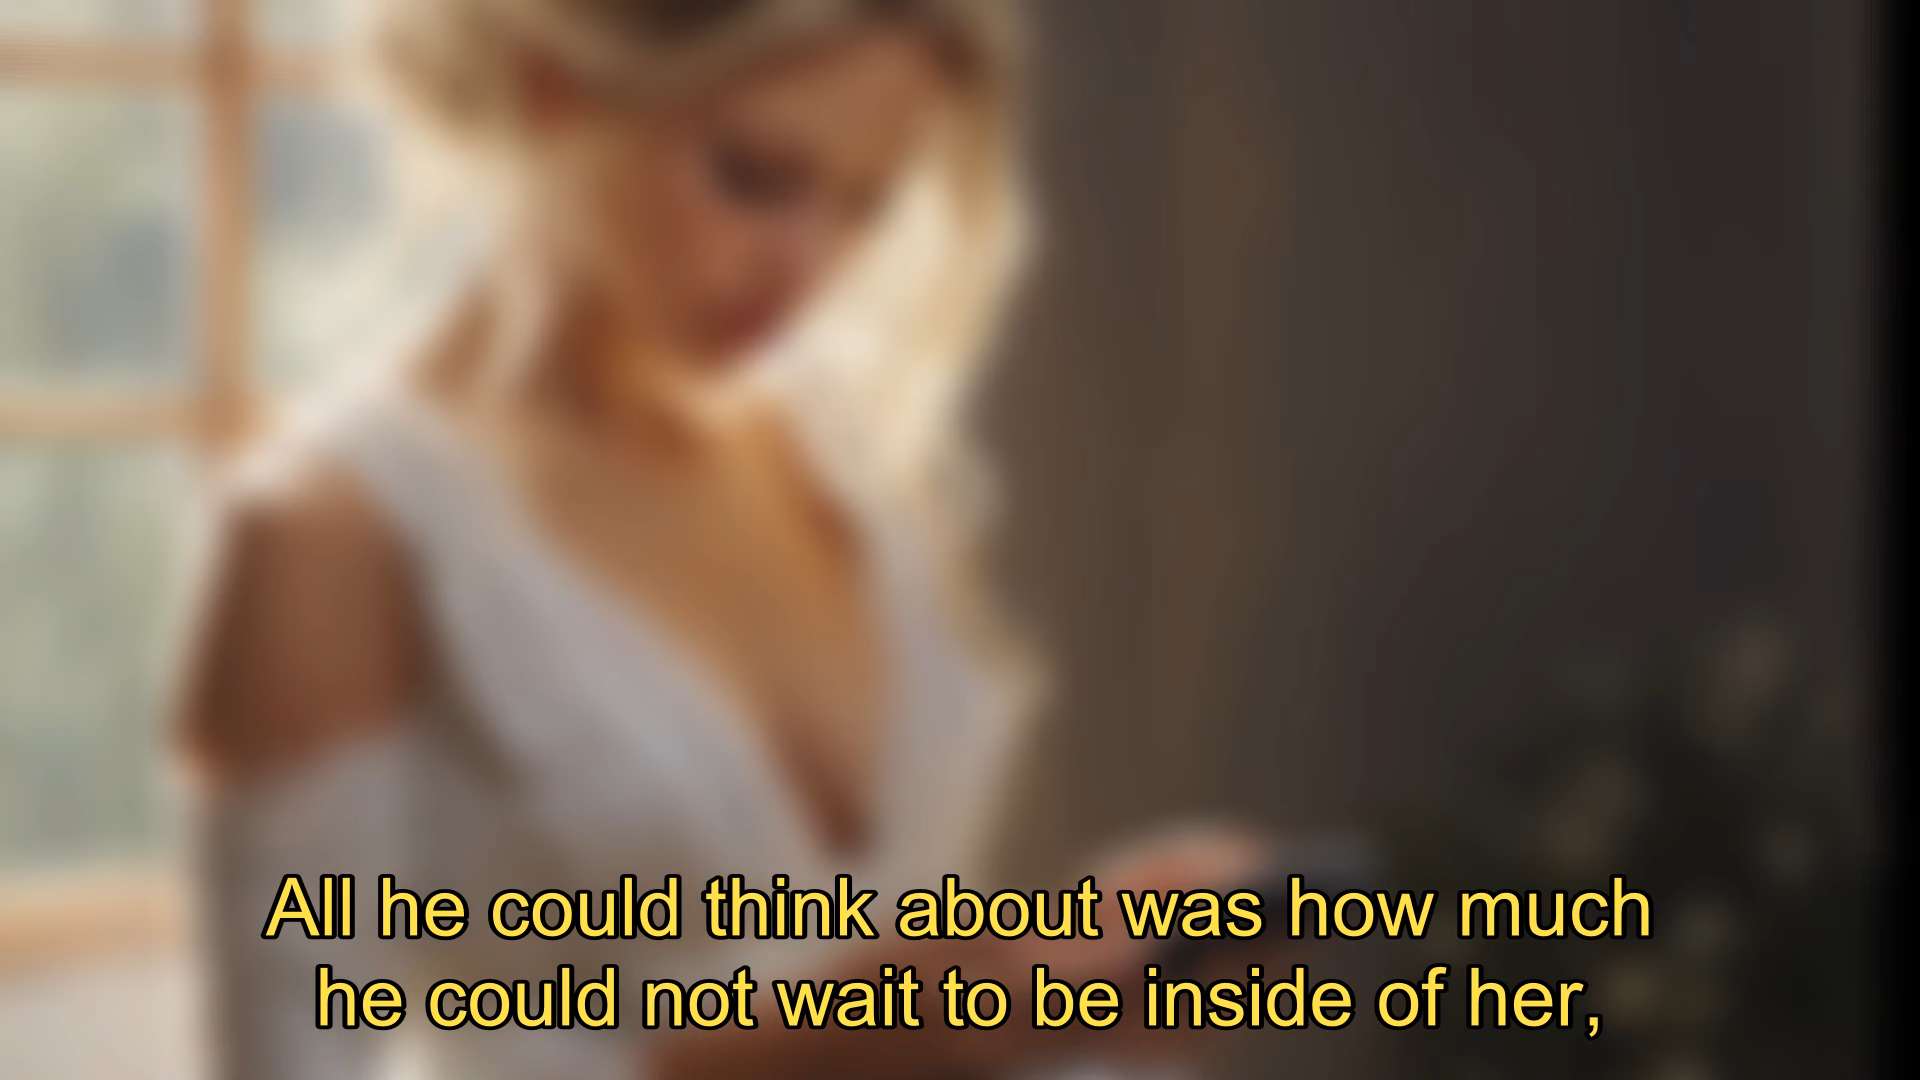 All he could think about was how much
he could not wait to be inside of her,